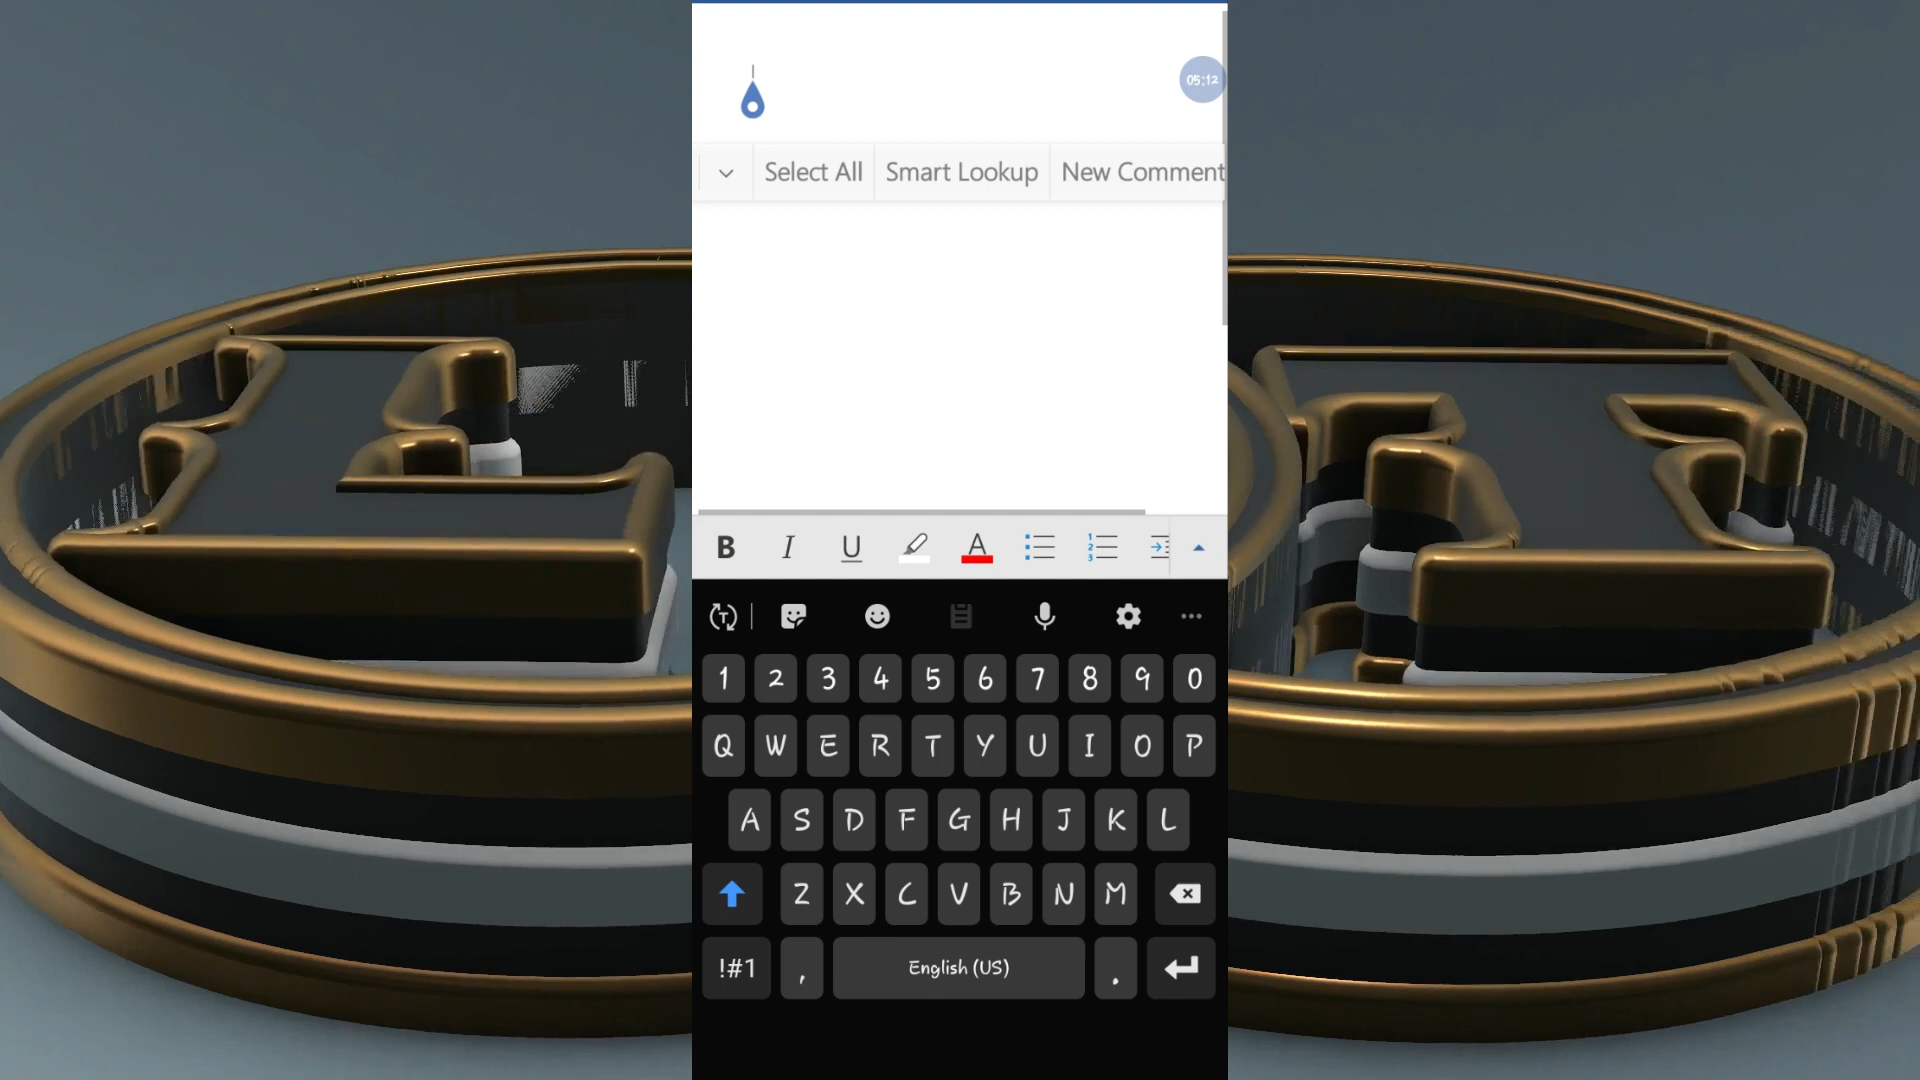 05:12
Select All Smart Lookup New Comment
B I U A
1 2 3 4 5 6 7 8 9 0
Q W E R T Y U I O P
A S D F G H J K L
Z X C V B N M
!#1 , English (US) .